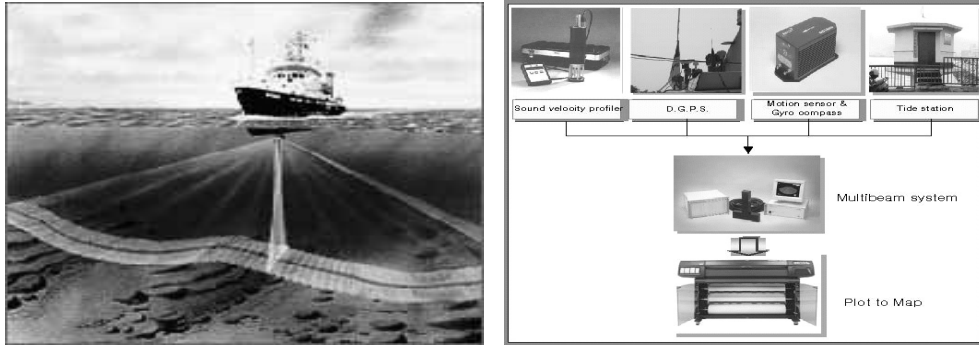 Sound velocity profiler
D.G.P.S.
Motion sensor &
Gyro compass
Tide station
Multibeam system
Plot to Map